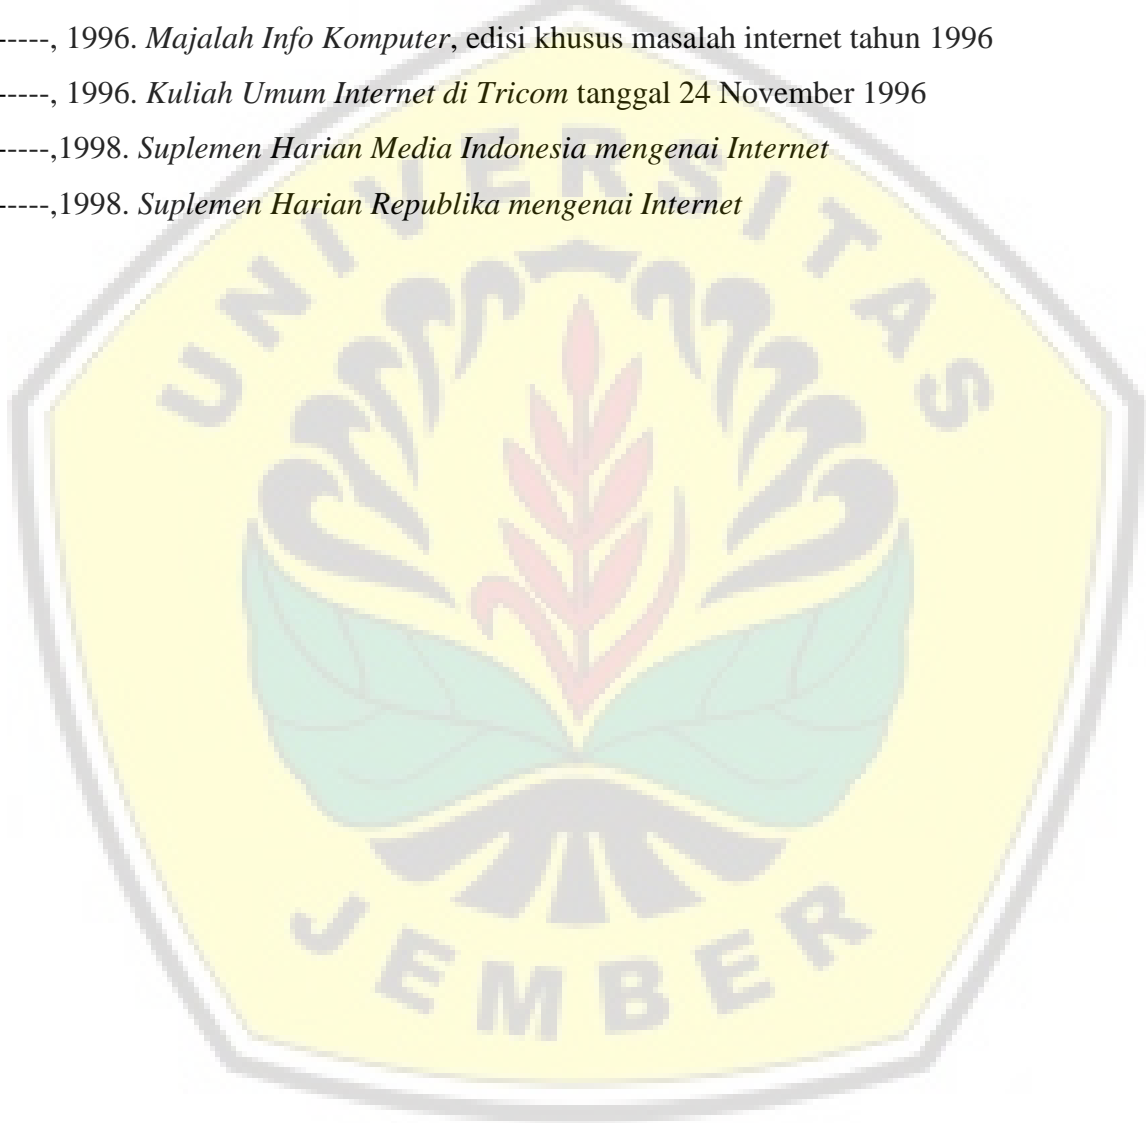 -----, 1996. Majalah Info Komputer, edisi khusus masalah internet tahun 1996
-----, 1996. Kuliah Umum Internet di Tricom tanggal 24 November 1996
-----,1998. Suplemen Harian Media Indonesia mengenai Internet
-----,1998. Suplemen Harian Republika mengenai Internet
UNIVERSITAS
JEMBER